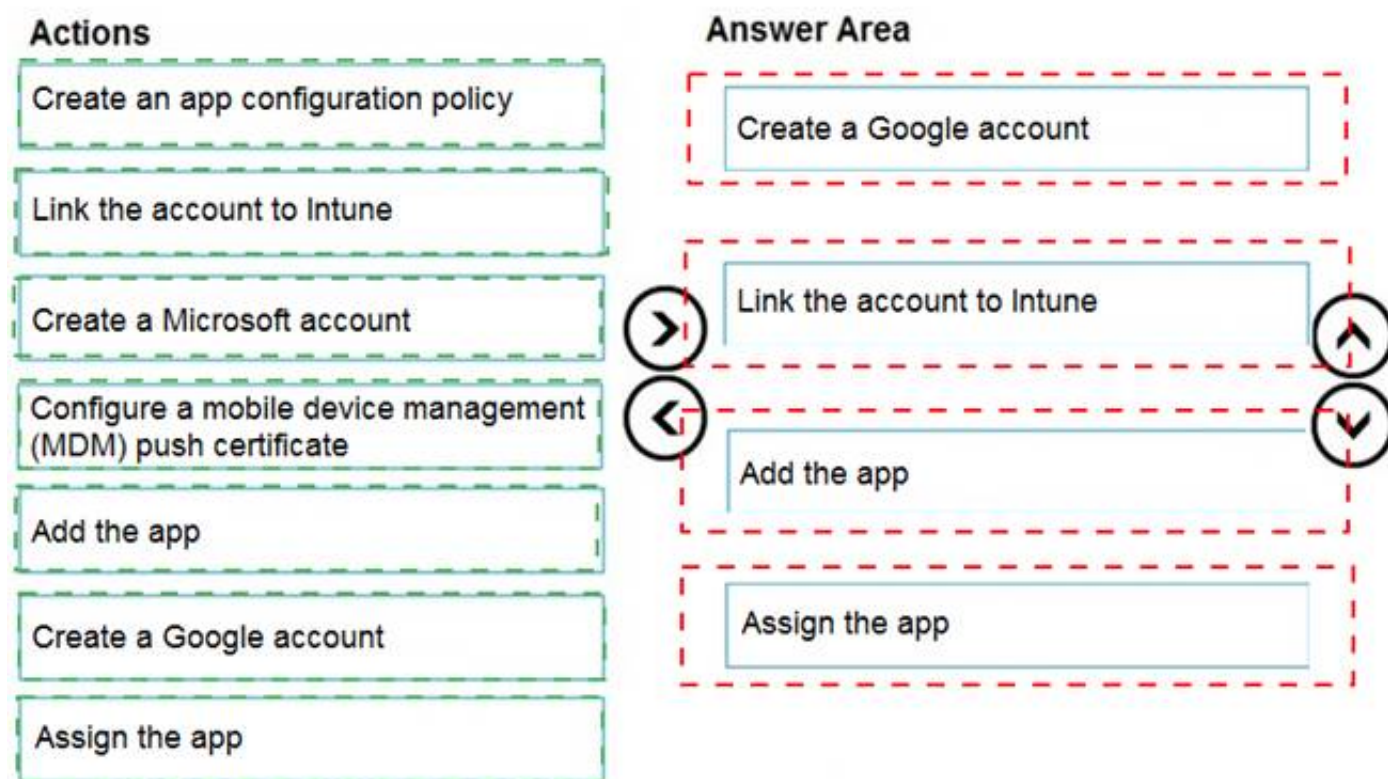 Actions
Create an app configuration policy
Link the account to Intune
Create a Microsoft account
Configure a mobile device management
(MDM) push certificate
Add the app
Create a Google account
Assign the app
Answer Area
Create a Google account
Link the account to Intune
Add the app
Assign the app